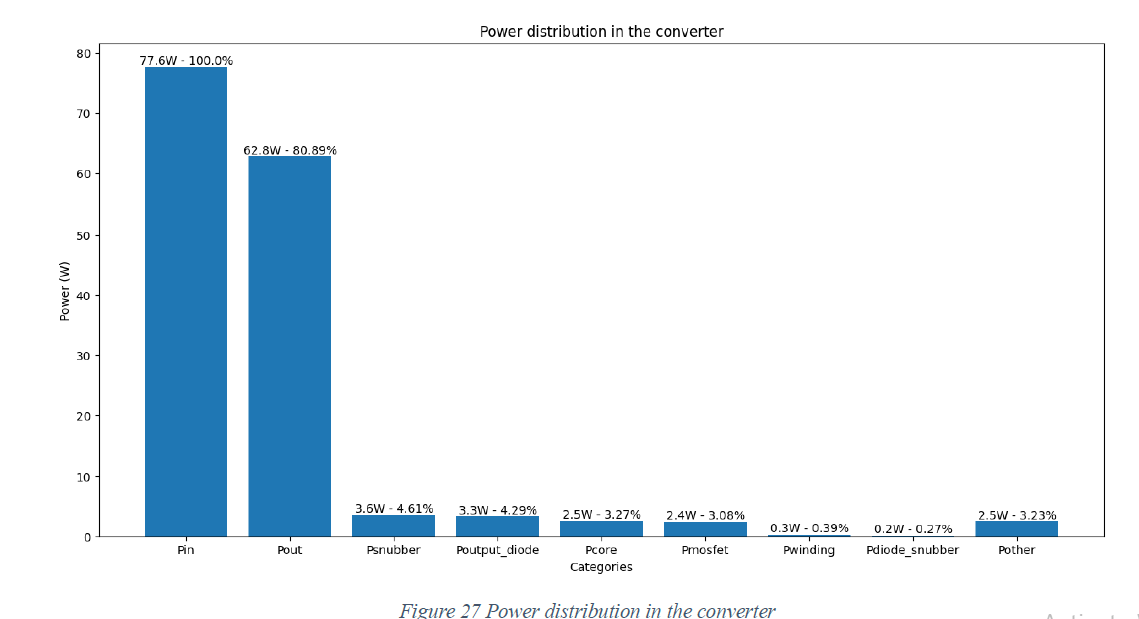 Power distribution in the converter
80
70
60
50
40
30
20
10
0
Power (W)
77.6W - 100.0%
62.8W - 80.89%
3.6W - 4.61%
3.3W - 4.29%
2.5W - 3.27%
2.4W - 3.08%
0.3W - 0.39%
0.2W - 0.27%
2.5W - 3.23%
Pin
Pout
Psnubber
Poutput_diode
Pcore
Pmosfet
Pwinding
Pdiode_snubber
Pother
Categories
Figure 27 Power distribution in the converter